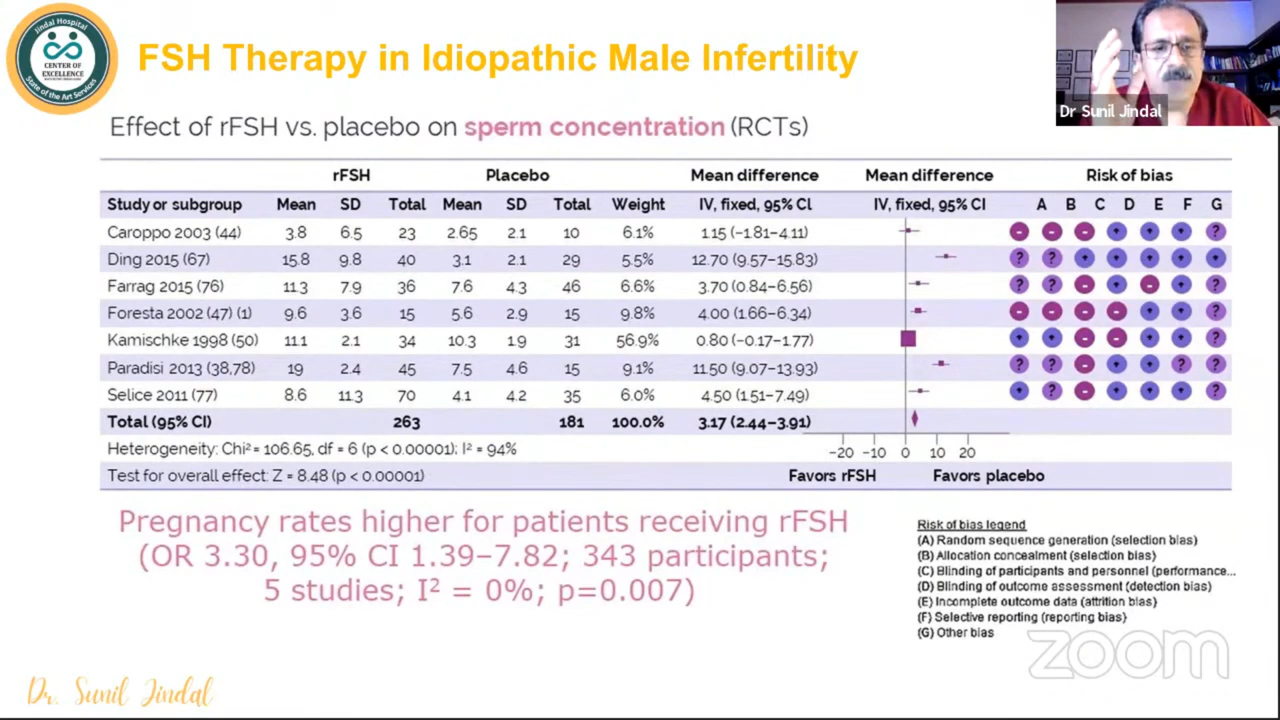 Jindal Hospital
CENTER OF
EXCELLENCE
State of the Art Services
FSH Therapy in Idiopathic Male Infertility
Dr Sunil Jindal
Effect of rFSH vs. placebo on sperm concentration (RCTs)
rFSH Placebo Mean difference Mean difference Risk of bias
Study or subgroup Mean SD Total Mean SD Total Weight IV, fixed, 95% CI IV, fixed, 95% CI A B C D E F G
Caroppo 2003 (44) 3.8 6.5 23 2.65 2.1 10 6.1% 1.15 (−1.81–4.11) - - - + + + ?
Ding 2015 (67) 15.8 9.8 40 3.1 2.1 29 5.5% 12.70 (9.57–15.83) ? ? + + + + +
Farrag 2015 (76) 11.3 7.9 36 7.6 4.3 46 6.6% 3.70 (0.84–6.56) ? ? - + - + ?
Foresta 2002 (47) (1) 9.6 3.6 15 5.6 2.9 15 9.8% 4.00 (1.66–6.34) - - - - + + ?
Kamischke 1998 (50) 11.1 2.1 34 10.3 1.9 31 56.9% 0.80 (−0.17–1.77) + + - - + + ?
Paradisi 2013 (38,78) 19 2.4 45 7.5 4.6 15 9.1% 11.50 (9.07–13.93) ? ? - + + ? ?
Selice 2011 (77) 8.6 11.3 70 4.1 4.2 35 6.0% 4.50 (1.51–7.49) + ? - + + + ?
Total (95% CI) 263 181 100.0% 3.17 (2.44–3.91)
Heterogeneity: Chi² = 106.65, df = 6 (p < 0.00001); I² = 94%
−20 −10 0 10 20
Test for overall effect: Z = 8.48 (p < 0.00001) Favors rFSH Favors placebo
Pregnancy rates higher for patients receiving rFSH
(OR 3.30, 95% CI 1.39–7.82; 343 participants;
5 studies; I² = 0%; p=0.007)
Risk of bias legend
(A) Random sequence generation (selection bias)
(B) Allocation concealment (selection bias)
(C) Blinding of participants and personnel (performance...
(D) Blinding of outcome assessment (detection bias)
(E) Incomplete outcome data (attrition bias)
(F) Selective reporting (reporting bias)
(G) Other bias
zoom
Dr. Sunil Jindal